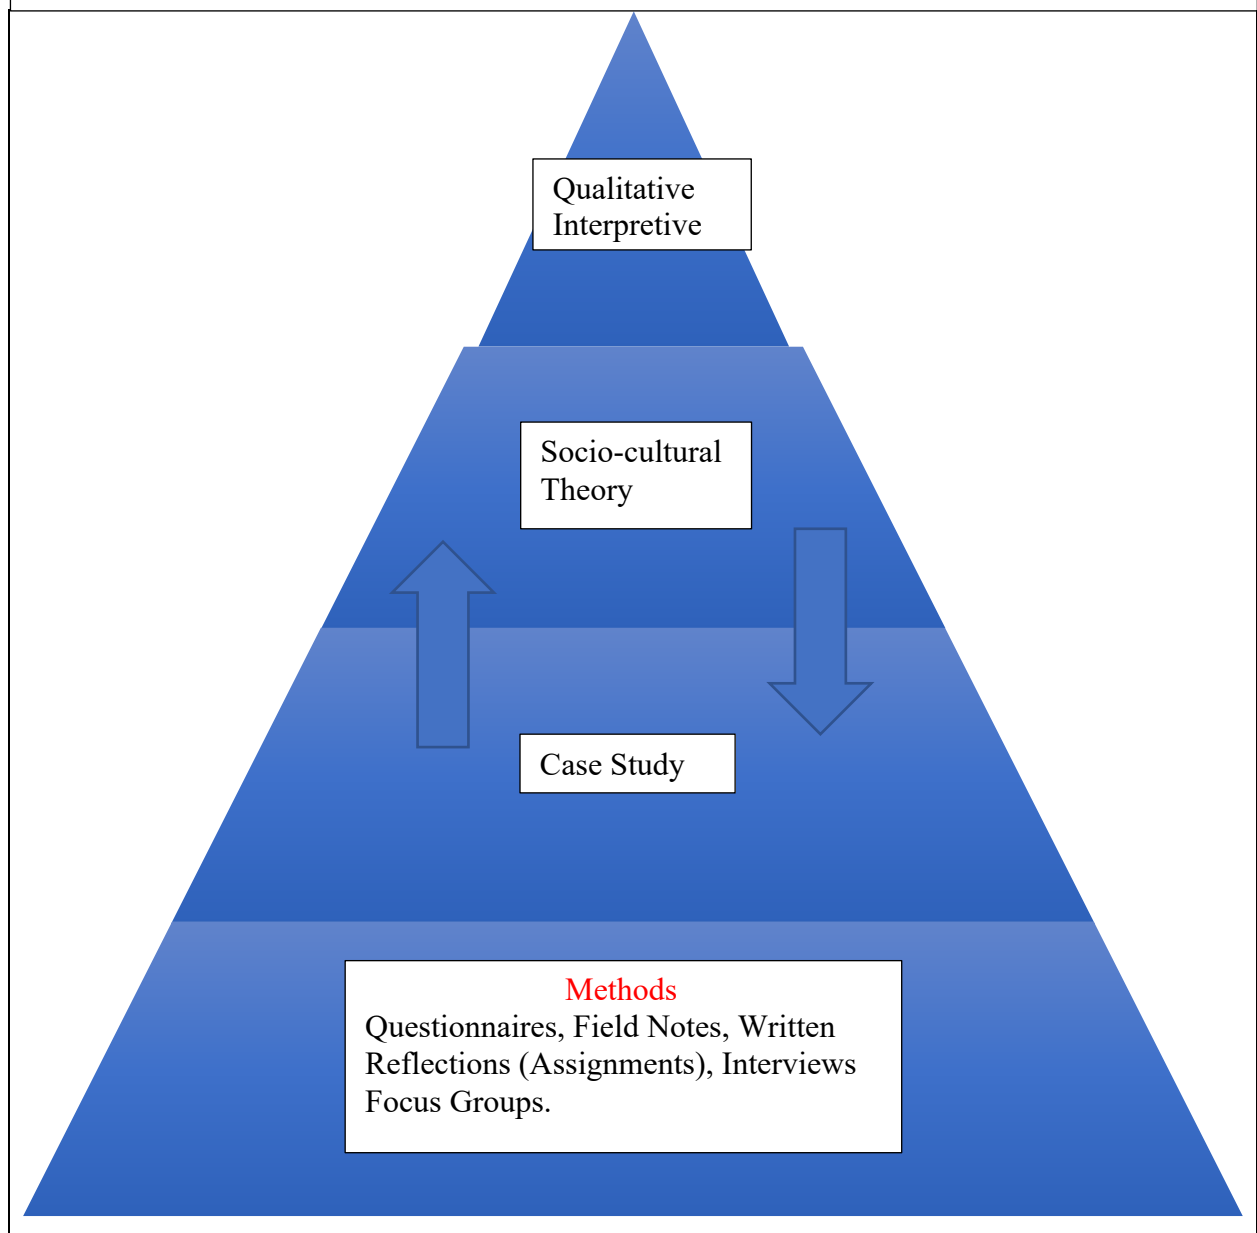 Qualitative
Interpretive
Socio-cultural
Theory
Case Study
Methods
Questionnaires, Field Notes, Written
Reflections (Assignments), Interviews
Focus Groups.